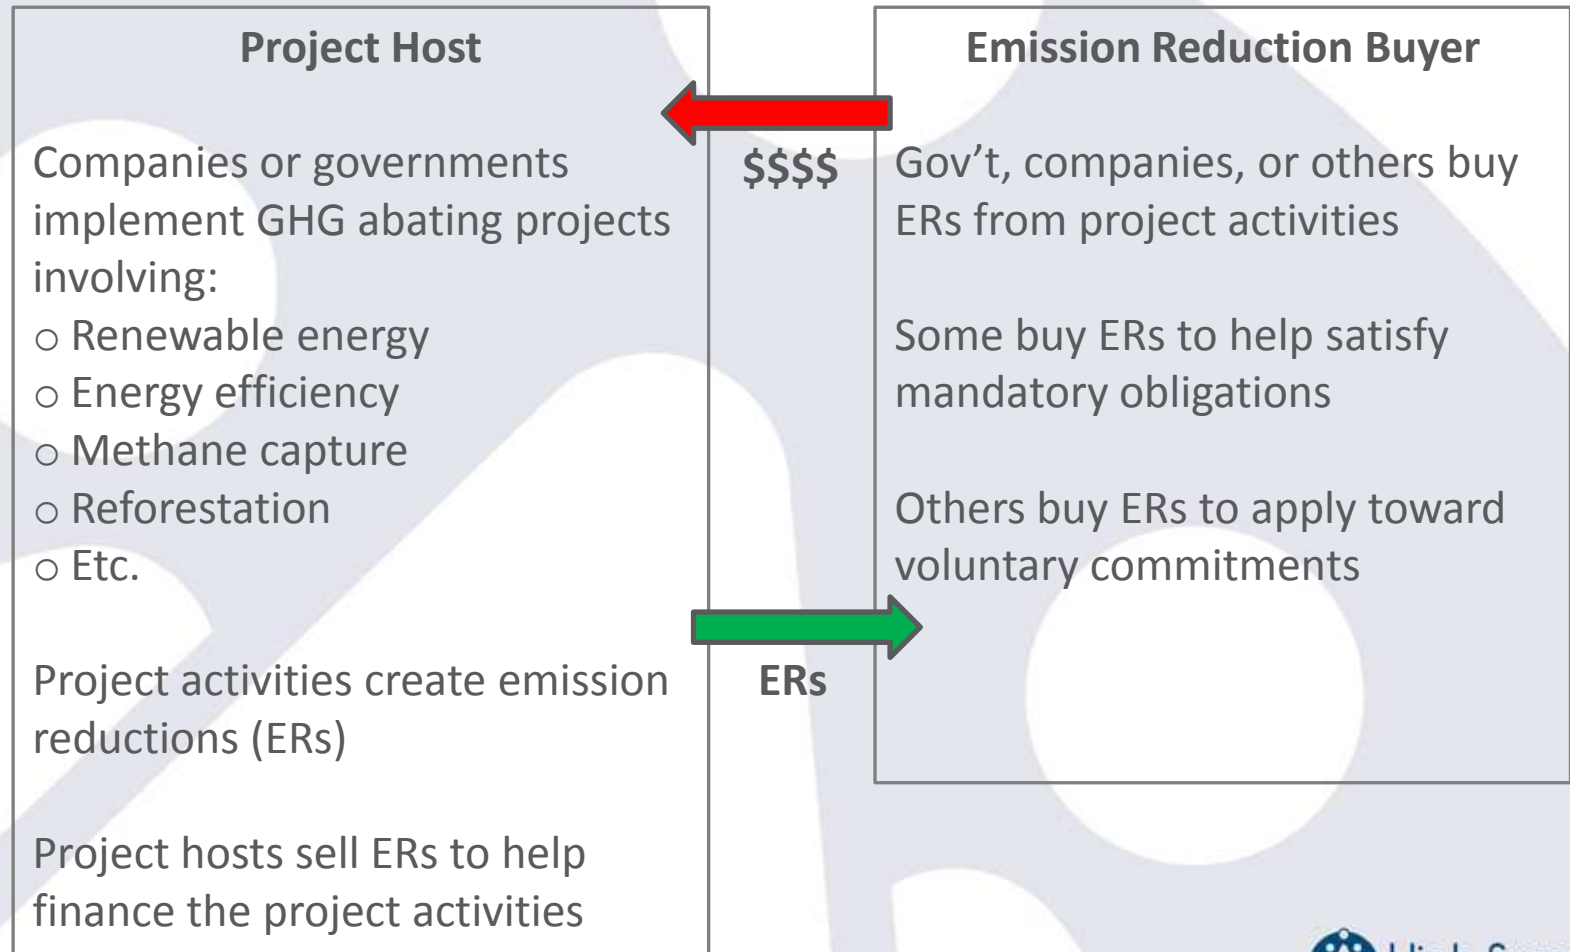 Project Host
Companies or governments
implement GHG abating projects
involving:
o Renewable energy
o Energy efficiency
o Methane capture
o Reforestation
o Etc.
Project activities create emission
reductions (ERs)
Project hosts sell ERs to help
finance the project activities
$$$$
ERs
Emission Reduction Buyer
Gov’t, companies, or others buy
ERs from project activities
Some buy ERs to help satisfy
mandatory obligations
Others buy ERs to apply toward
voluntary commitments